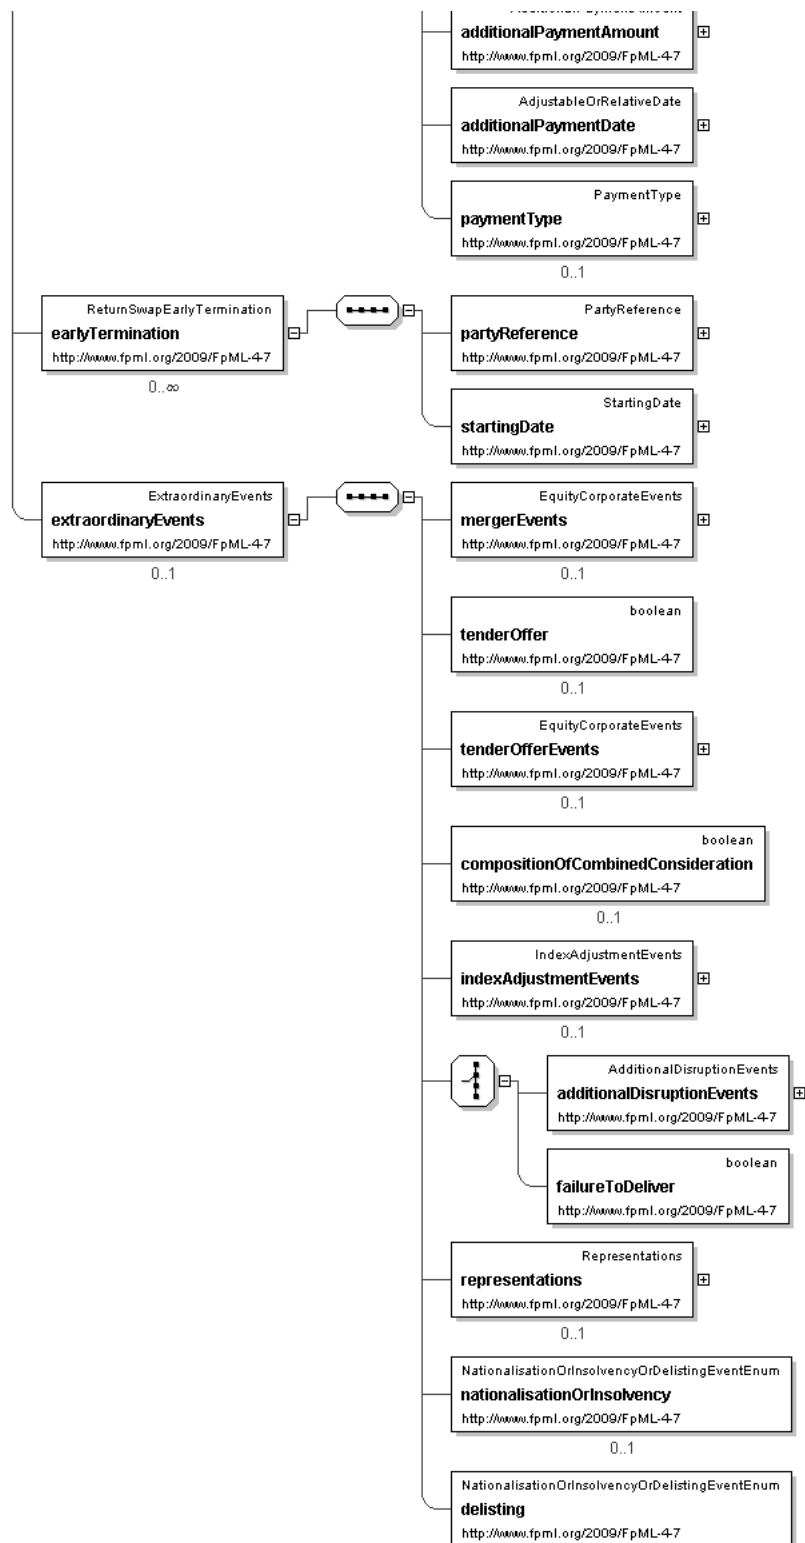 additionalPaymentAmount
http://www.fpml.org/2009/FpML-4-7
AdjustableOrRelativeDate
additionalPaymentDate
http://www.fpml.org/2009/FpML-4-7
PaymentType
paymentType
http://www.fpml.org/2009/FpML-4-7
0..1
ReturnSwapEarlyTermination
earlyTermination
http://www.fpml.org/2009/FpML-4-7
0..∞
PartyReference
partyReference
http://www.fpml.org/2009/FpML-4-7
StartingDate
startingDate
http://www.fpml.org/2009/FpML-4-7
ExtraordinaryEvents
extraordinaryEvents
http://www.fpml.org/2009/FpML-4-7
0..1
EquityCorporateEvents
mergerEvents
http://www.fpml.org/2009/FpML-4-7
0..1
boolean
tenderOffer
http://www.fpml.org/2009/FpML-4-7
0..1
EquityCorporateEvents
tenderOfferEvents
http://www.fpml.org/2009/FpML-4-7
0..1
boolean
compositionOfCombinedConsideration
http://www.fpml.org/2009/FpML-4-7
0..1
IndexAdjustmentEvents
indexAdjustmentEvents
http://www.fpml.org/2009/FpML-4-7
0..1
AdditionalDisruptionEvents
additionalDisruptionEvents
http://www.fpml.org/2009/FpML-4-7
boolean
failureToDeliver
http://www.fpml.org/2009/FpML-4-7
Representations
representations
http://www.fpml.org/2009/FpML-4-7
0..1
NationalisationOrInsolvencyOrDelistingEventEnum
nationalisationOrInsolvency
http://www.fpml.org/2009/FpML-4-7
0..1
NationalisationOrInsolvencyOrDelistingEventEnum
delisting
http://www.fpml.org/2009/FpML-4-7